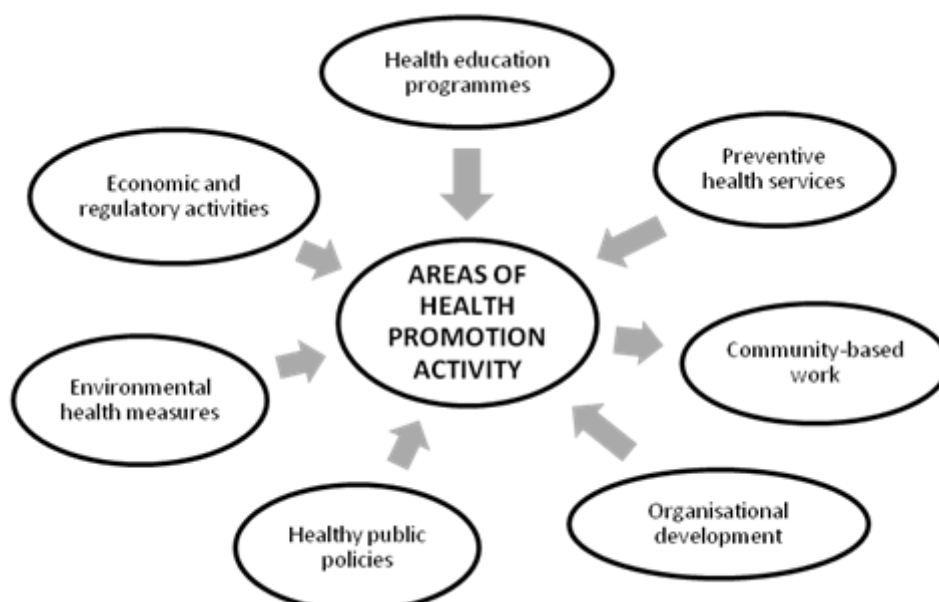 Health education
programmes
Preventive
health services
Economic and
regulatory activities
AREAS OF
HEALTH
PROMOTION
ACTIVITY
Community-based
work
Environmental
health measures
Organisational
development
Healthy public
policies